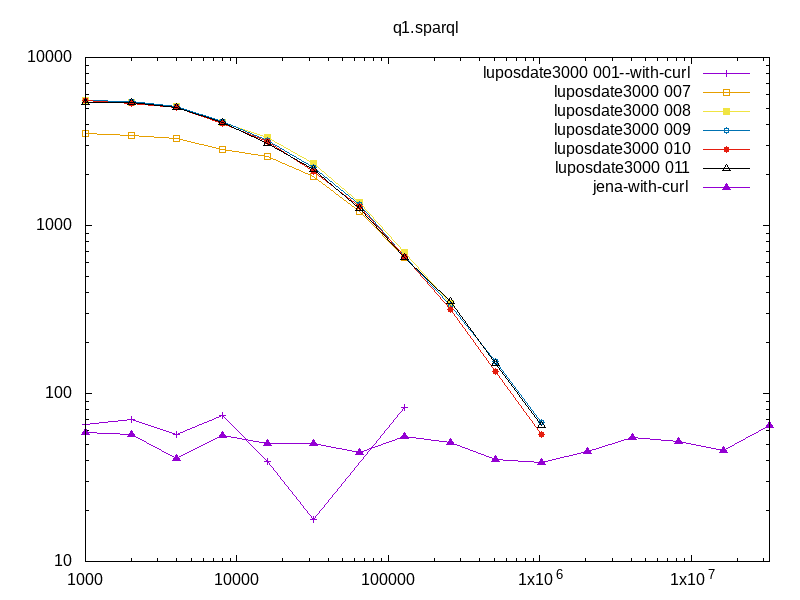 q1.sparql
10000
1000
100
10
1000
10000
100000
1x10^6
1x10^7
luposdate3000 001--with-curl
luposdate3000 007
luposdate3000 008
luposdate3000 009
luposdate3000 010
luposdate3000 011
jena-with-curl